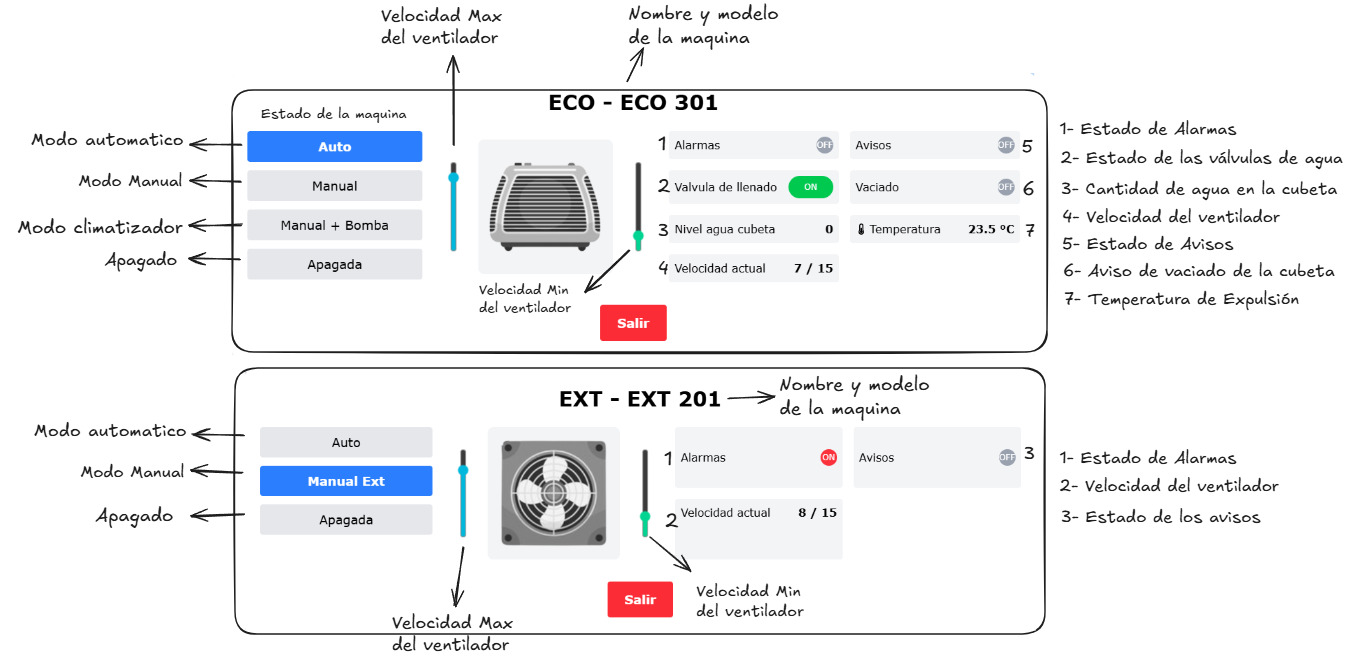 Velocidad Max
del ventilador
Nombre y modelo
de la maquina
ECO - ECO 301
Estado de la maquina
Modo automatico
Auto
Modo Manual
Manual
Modo climatizador
Manual + Bomba
Apagado
Apagada
Velocidad Min
del ventilador
1 Alarmas OFF
Avisos OFF 5
2 Valvula de llenado ON
Vaciado OFF 6
3 Nivel agua cubeta 0
Temperatura 23.5 ºC 7
4 Velocidad actual 7 / 15
Salir
1- Estado de Alarmas
2- Estado de las válvulas de agua
3- Cantidad de agua en la cubeta
4- Velocidad del ventilador
5- Estado de Avisos
6- Aviso de vaciado de la cubeta
7- Temperatura de Expulsión
EXT - EXT 201
Nombre y modelo
de la maquina
Modo automatico
Auto
Modo Manual
Manual Ext
Apagado
Apagada
1 Alarmas ON
Avisos OFF 3
2 Velocidad actual 8 / 15
Salir
Velocidad Max
del ventilador
Velocidad Min
del ventilador
1- Estado de Alarmas
2- Velocidad del ventilador
3- Estado de los avisos